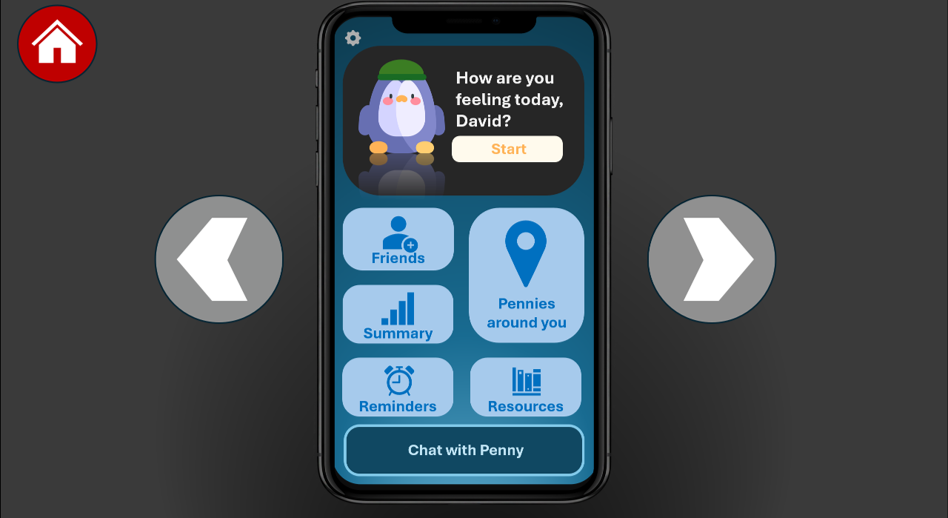 How are you
feeling today,
David?
Start
Friends
Pennies
around you
Summary
Reminders
Resources
Chat with Penny